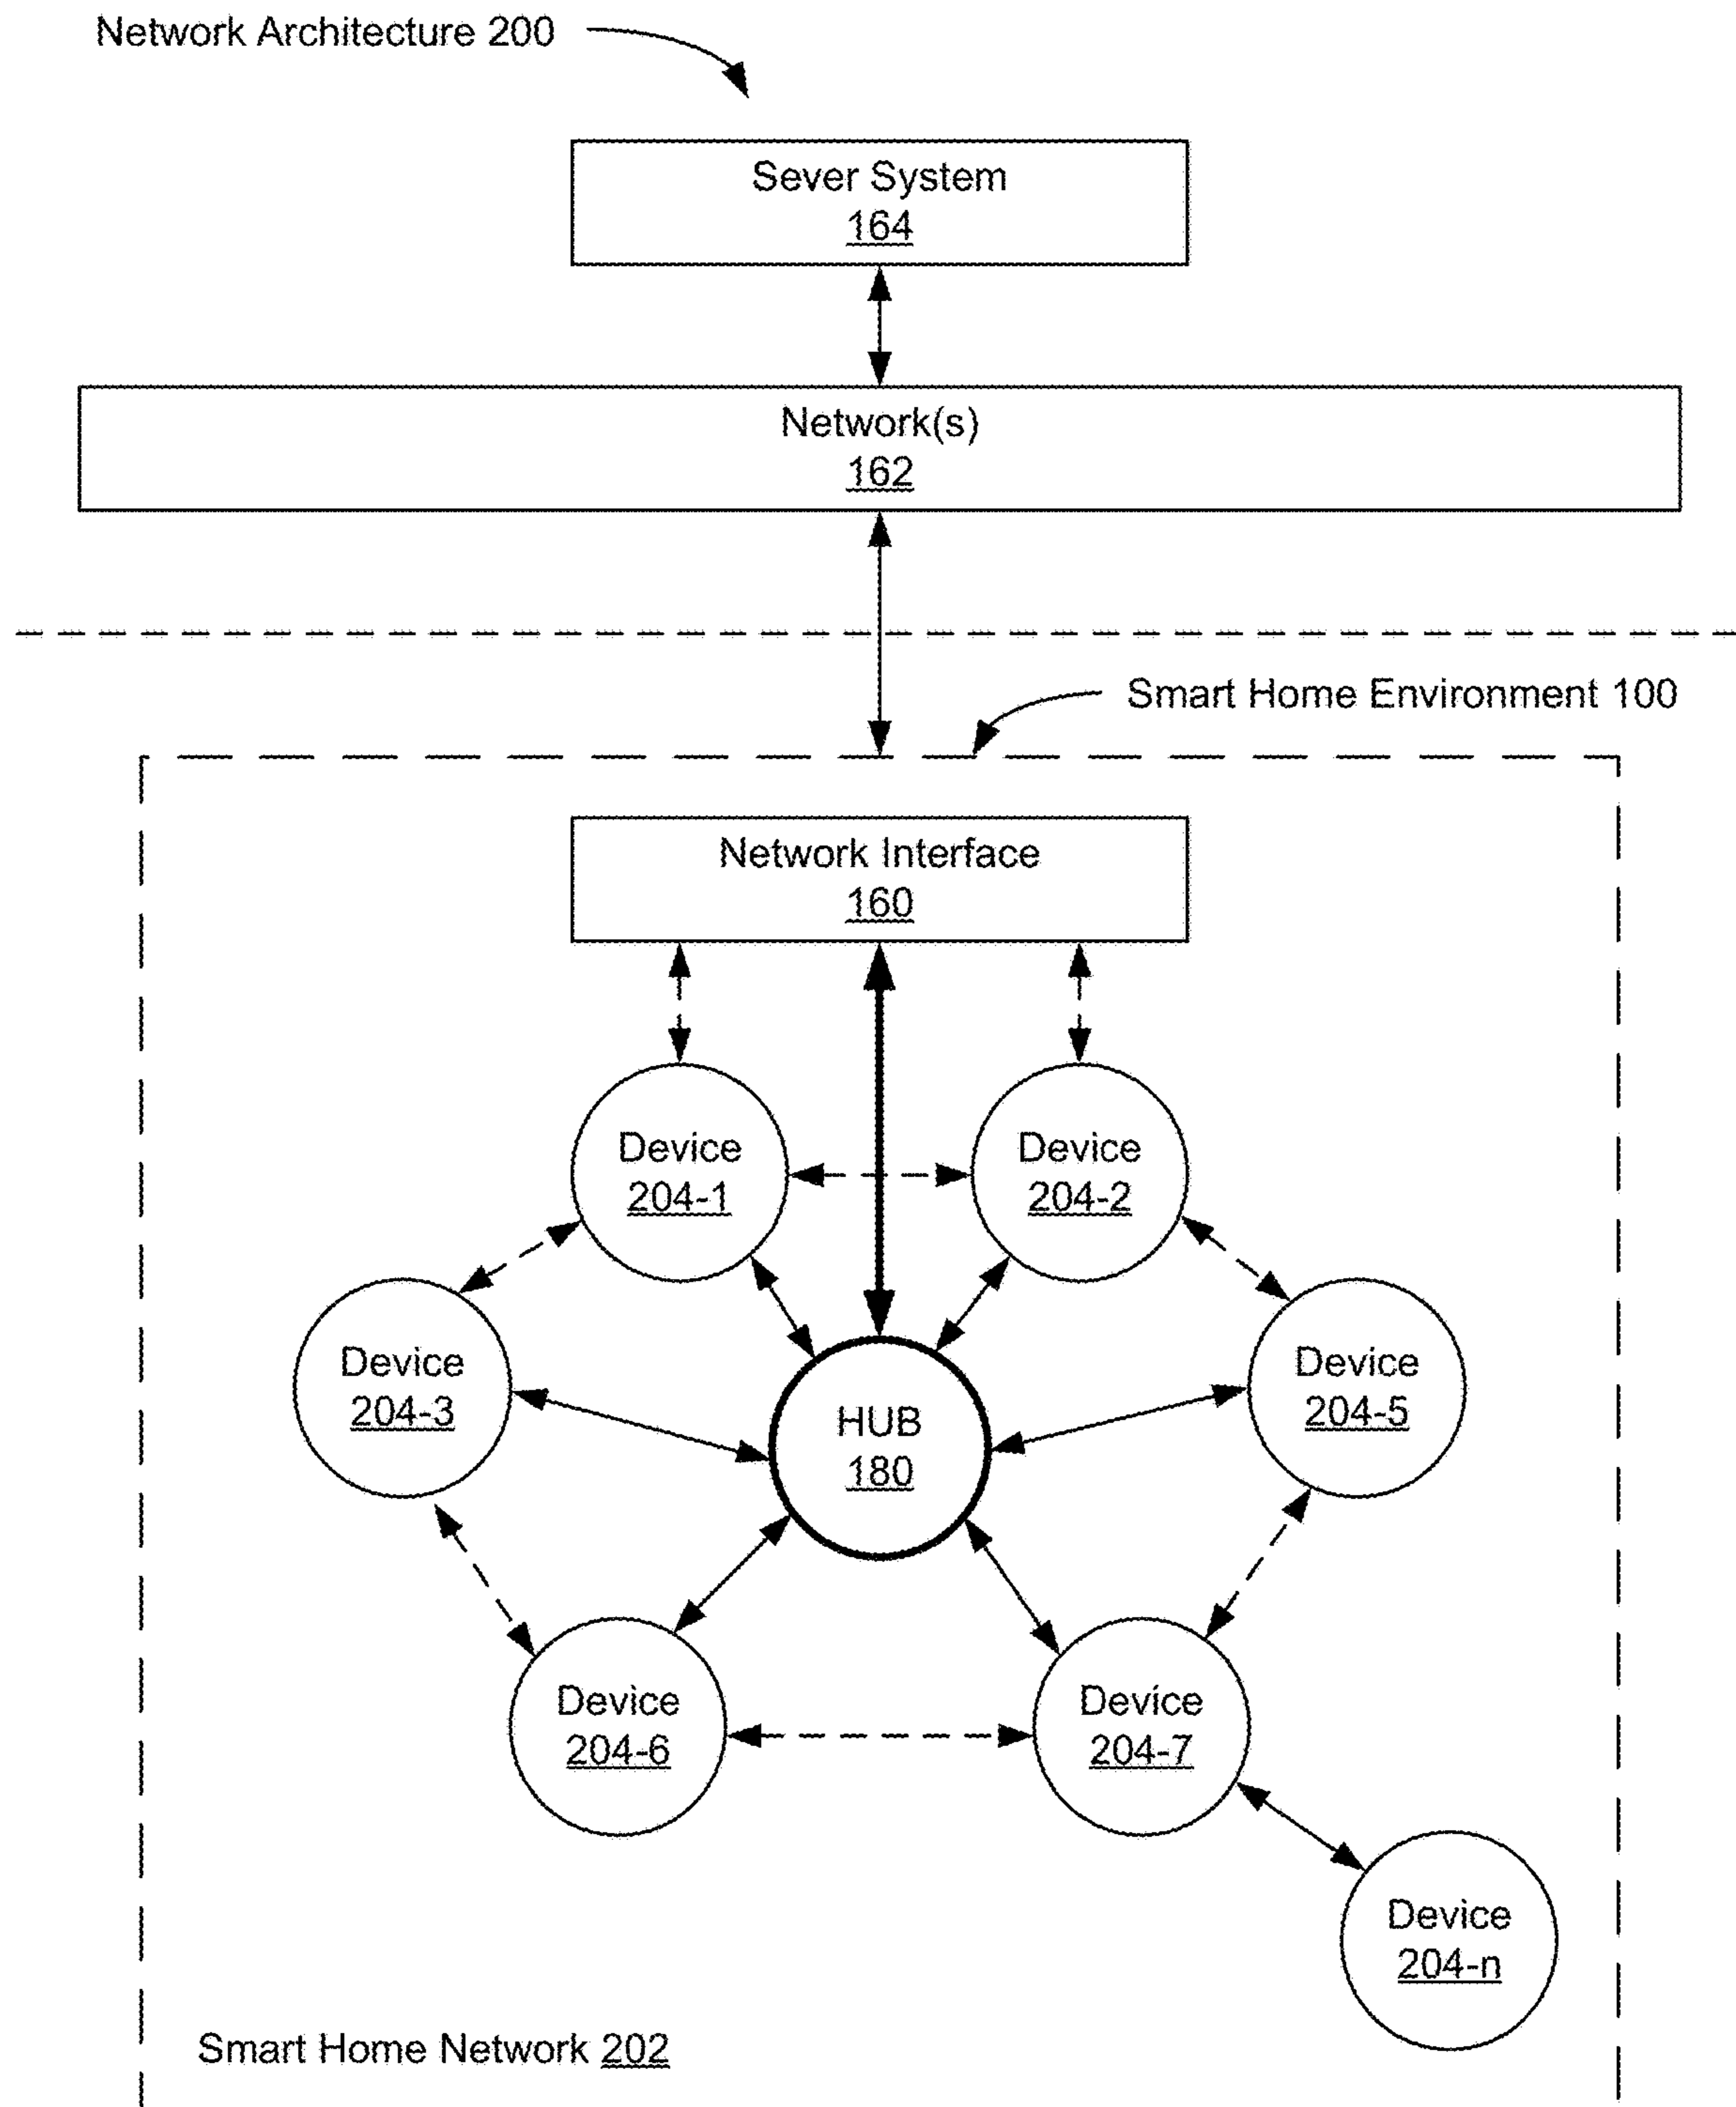 Network Architecture 200
Sever System
164
Network(s)
162
Smart Home Environment 100
Network Interface
160
Device
204-1
Device
204-2
Device
204-3
HUB
180
Device
204-5
Device
204-6
Device
204-7
Device
204-n
Smart Home Network 202